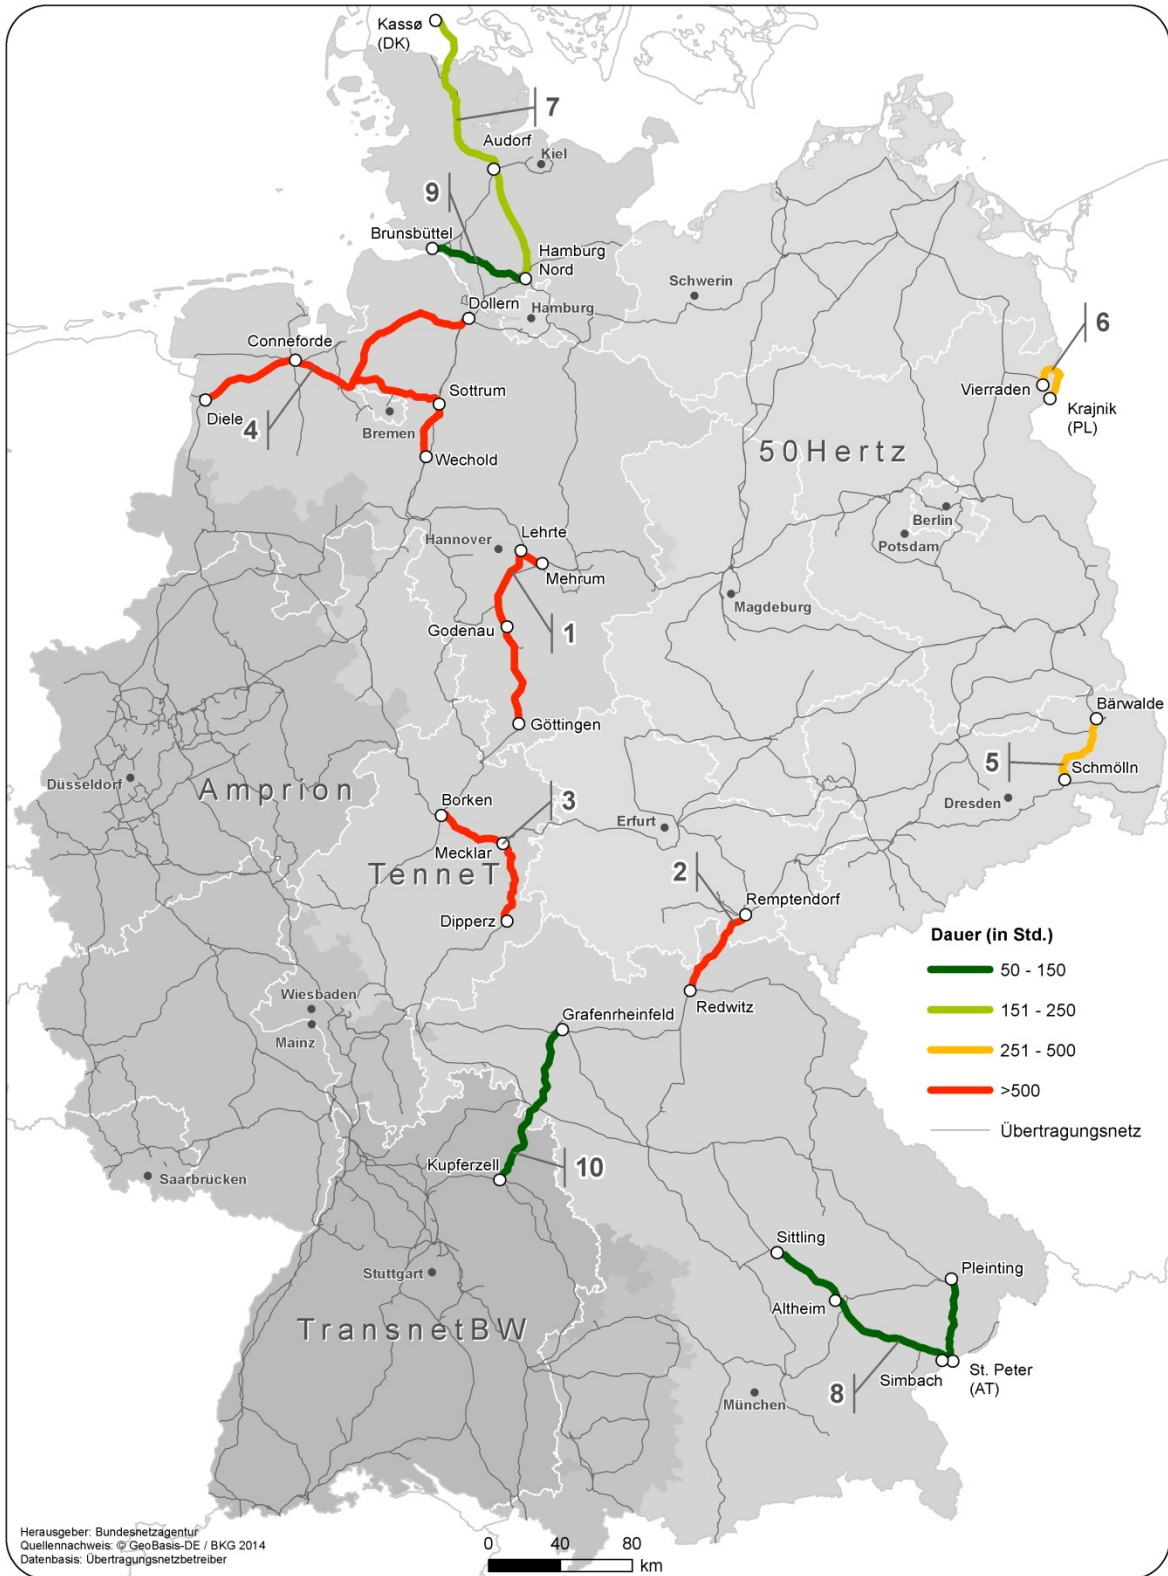 Kassø
(DK)
7
Audorf
Kiel
9
Brunsbüttel
Hamburg
Nord
Schwerin
Dollern
Hamburg
6
Conneforde
Vierraden
Sottrum
Krajnik
(PL)
Diele
4
Bremen
50Hertz
Wechold
Berlin
Lehrte
Hannover
Potsdam
Mehrum
Magdeburg
Godenau
1
Bärwalde
Göttingen
5
Schmölln
Düsseldorf
Amprion
Borken
3
Dresden
Erfurt
Mecklar
TenneT
2
Remptendorf
Dipperz
Dauer (in Std.)
50 - 150
Wiesbaden
Redwitz
151 - 250
Grafenrheinfeld
Mainz
251 - 500
>500
Übertragungsnetz
Kupferzell
10
Saarbrücken
Sittling
Pleinting
Stuttgart
Altheim
TransnetBW
Simbach
St. Peter
(AT)
8
München
Herausgeber: Bundesnetzagentur
Quellennachweis: © GeoBasis-DE / BKG 2014
Datenbasis: Übertragungsnetzbetreiber
0 40 80
km